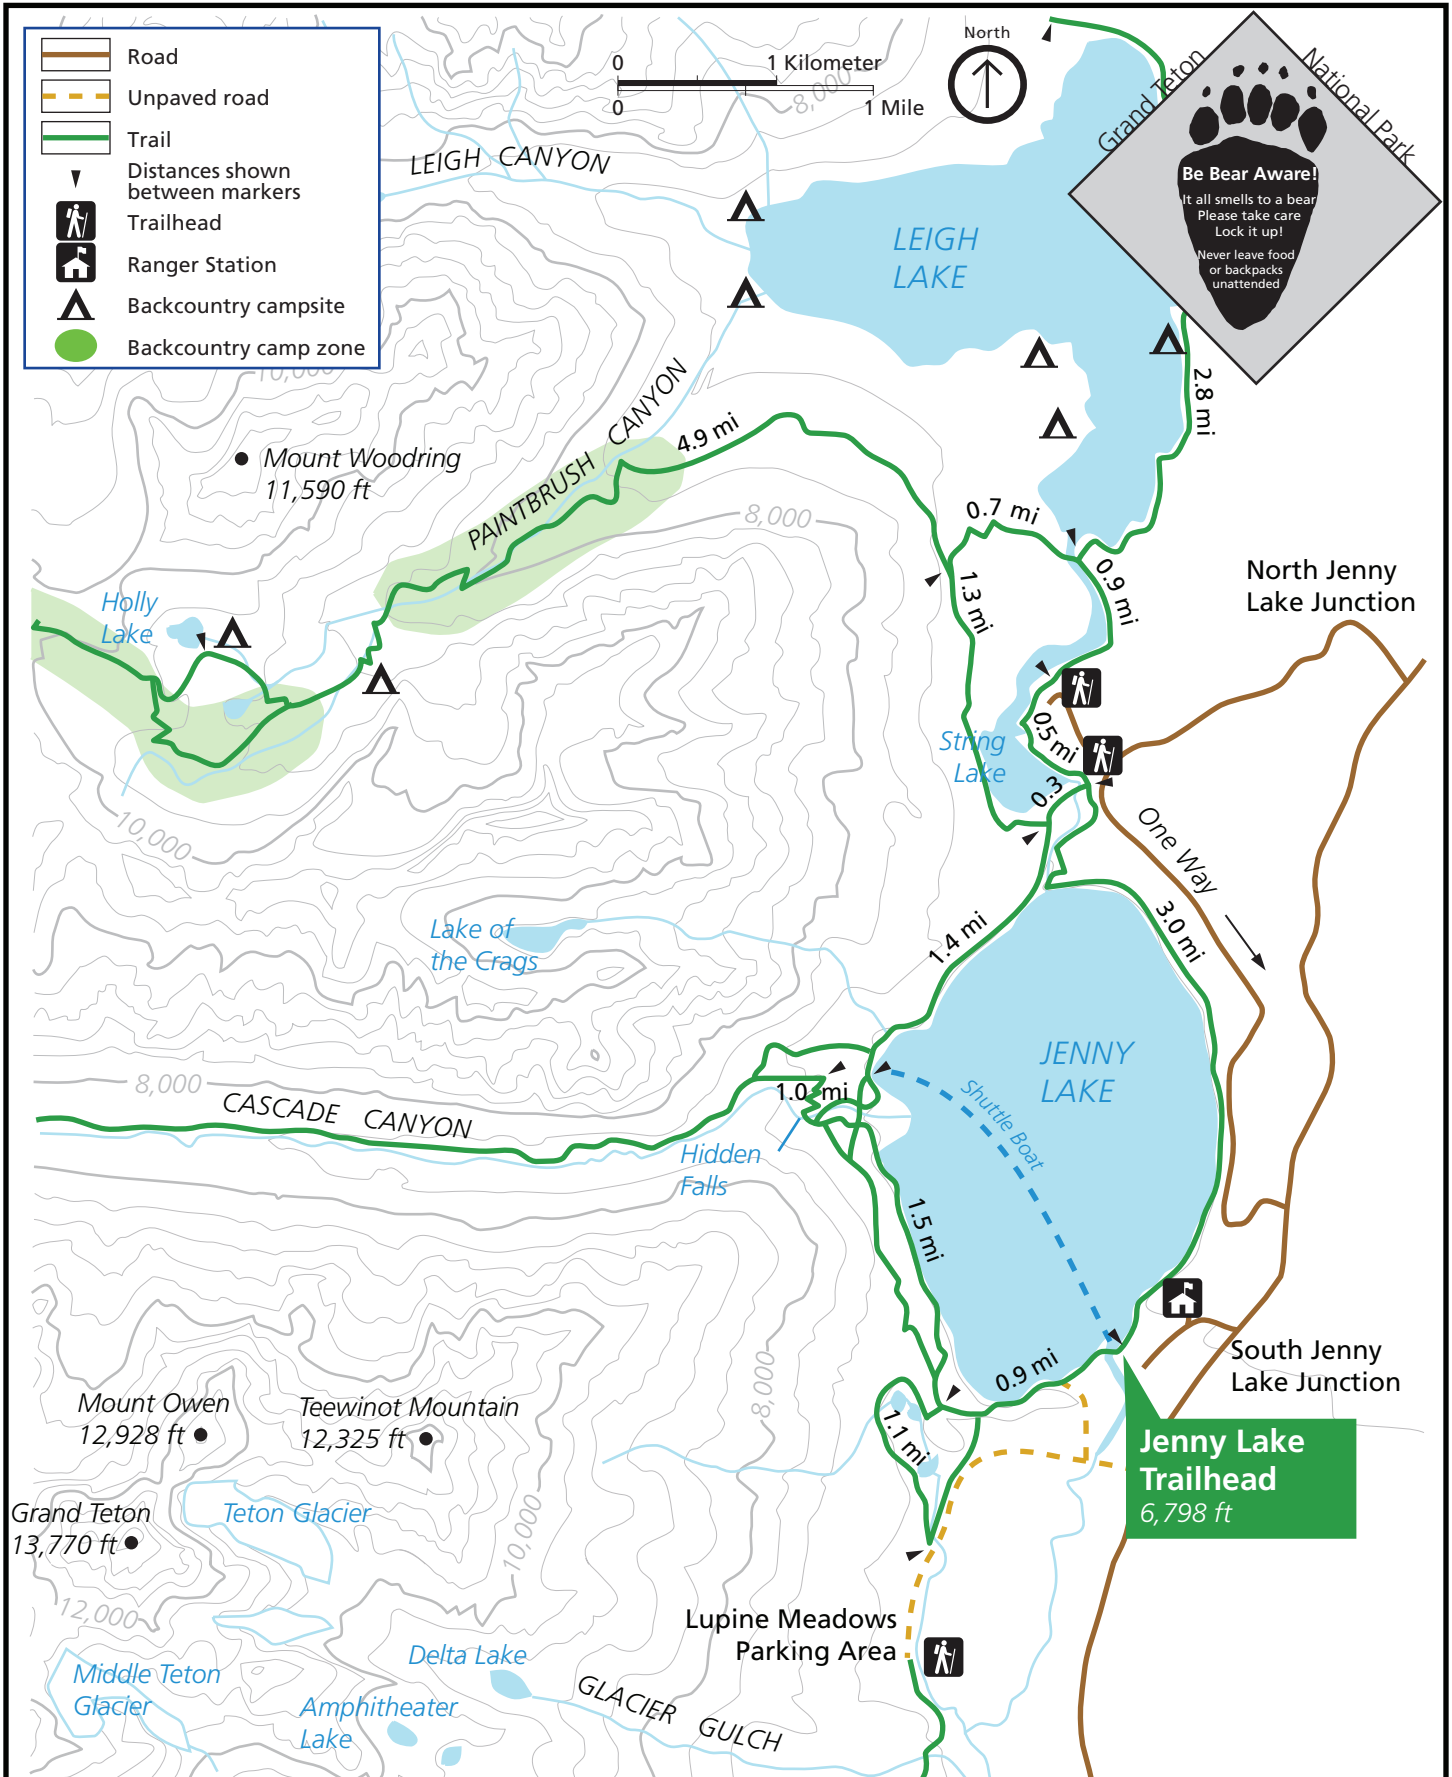 Road
Unpaved road
Trail
Distances shown
between markers
Trailhead
Ranger Station
Backcountry campsite
Backcountry camp zone
0
1 Kilometer
0
1 Mile
North
Grand Teton
National Park
Be Bear Aware!
It all smells to a bear
Please take care
Lock it up!
Never leave food
or backpacks
unattended
8,000
LEIGH CANYON
LEIGH
LAKE
10,000
Mount Woodring
11,590 ft
PAINTBRUSH CANYON
4.9 mi
2.8 mi
8,000
0.7 mi
0.9 mi
1.3 mi
North Jenny
Lake Junction
Holly
Lake
String
Lake
0.5 mi
0.3
One Way
10,000
Lake of
the Crags
1.4 mi
3.0 mi
JENNY
LAKE
Shuttle Boat
8,000
CASCADE CANYON
1.0 mi
Hidden
Falls
1.5 mi
South Jenny
Lake Junction
0.9 mi
8,000
Mount Owen
12,928 ft
Teewinot Mountain
12,325 ft
1.1 mi
Jenny Lake
Trailhead
6,798 ft
Grand Teton
13,770 ft
Teton Glacier
10,000
12,000
Lupine Meadows
Parking Area
Middle Teton
Glacier
Delta Lake
Amphitheater
Lake
GLACIER GULCH